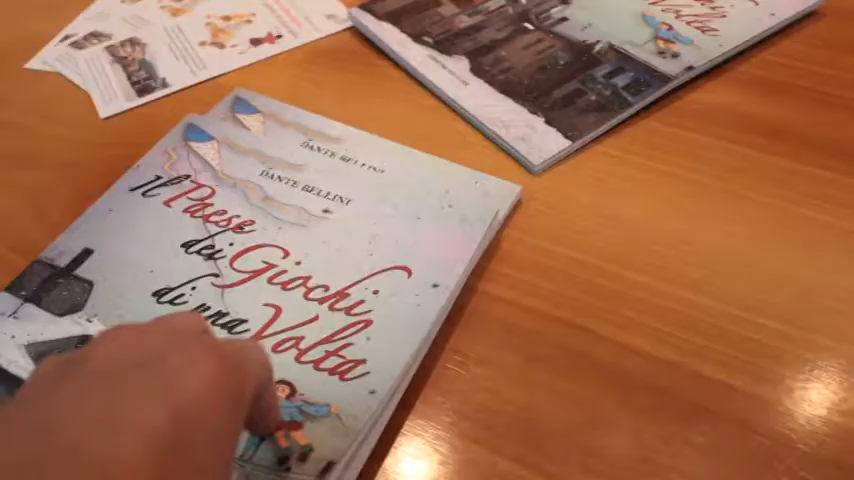 DANTE BELLINI
DANTE BELLINI
Il Paese
dei Giochi
di una Volta
Volta